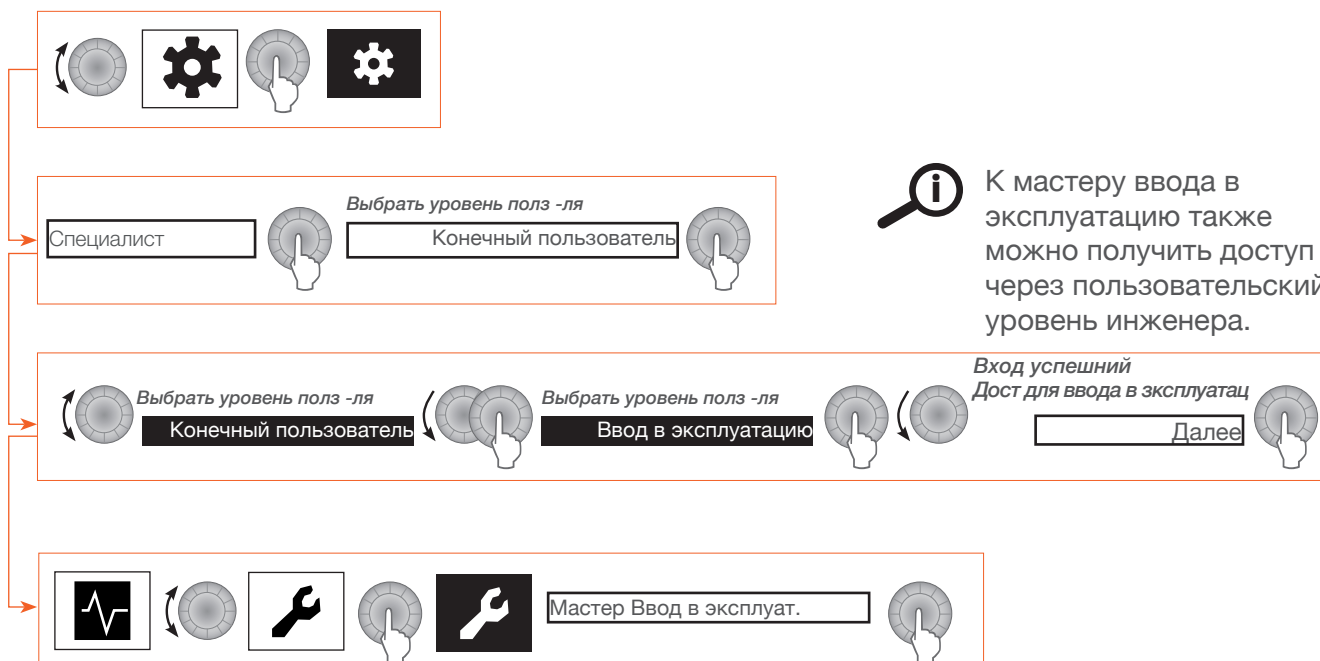 Специалист
Выбрать уровень полз -ля
Конечный пользователь
i
К мастеру ввода в
эксплуатацию также
можно получить доступ
через пользовательский
уровень инженера.
Выбрать уровень полз -ля
Конечный пользователь
Выбрать уровень полз -ля
Ввод в эксплуатацию
Вход успешний
Дост для ввода в зксплуатац
Далее
Мастер Ввод в эксплуат.